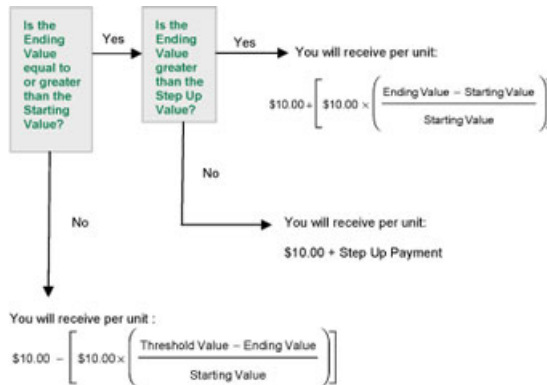 Is the
Ending
Value
equal to
or greater
than the
Starting
Value?
Yes
Is the
Ending
Value
greater
than the
Step Up
Value?
Yes
You will receive per unit:
$10.00 + [ $10.00 × ( Ending Value − Starting Value
Starting Value )
No
You will receive per unit:
$10.00 + Step Up Payment
No
You will receive per unit :
$10.00 − [ $10.00 × ( Threshold Value − Ending Value
Starting Value ) ]